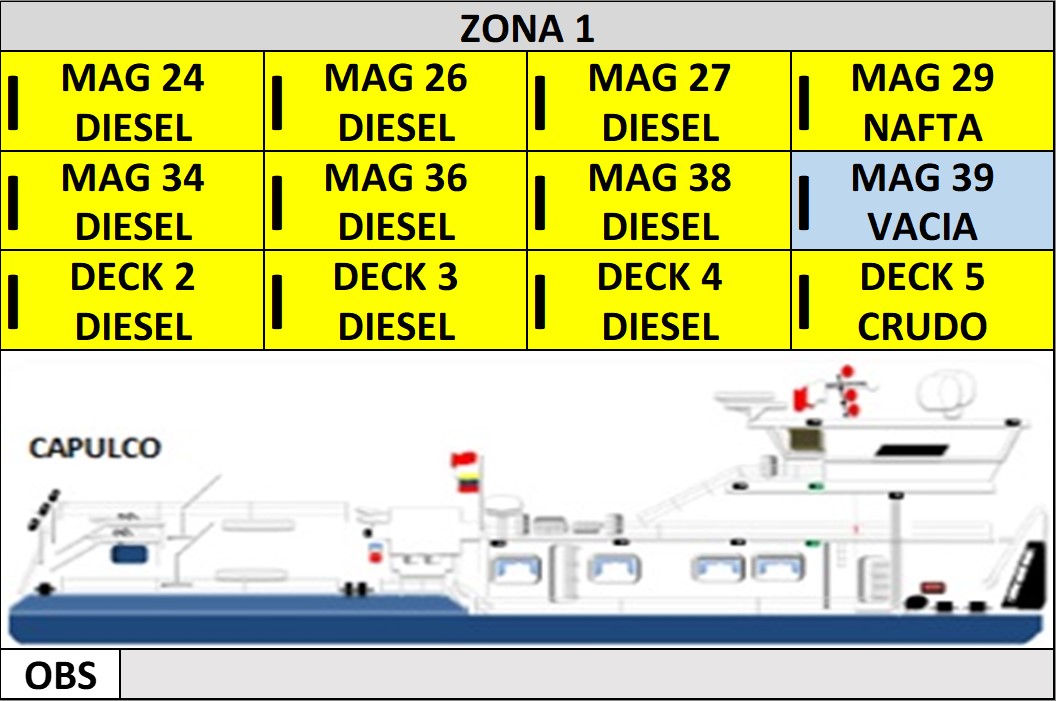 ZONA 1
MAG 24 MAG 26 MAG 27 MAG 29
DIESEL DIESEL DIESEL NAFTA
MAG 34 MAG 36 MAG 38 MAG 39
DIESEL DIESEL DIESEL VACIA
DECK 2 DECK 3 DECK 4 DECK 5
DIESEL DIESEL DIESEL CRUDO
CAPULCO
OBS